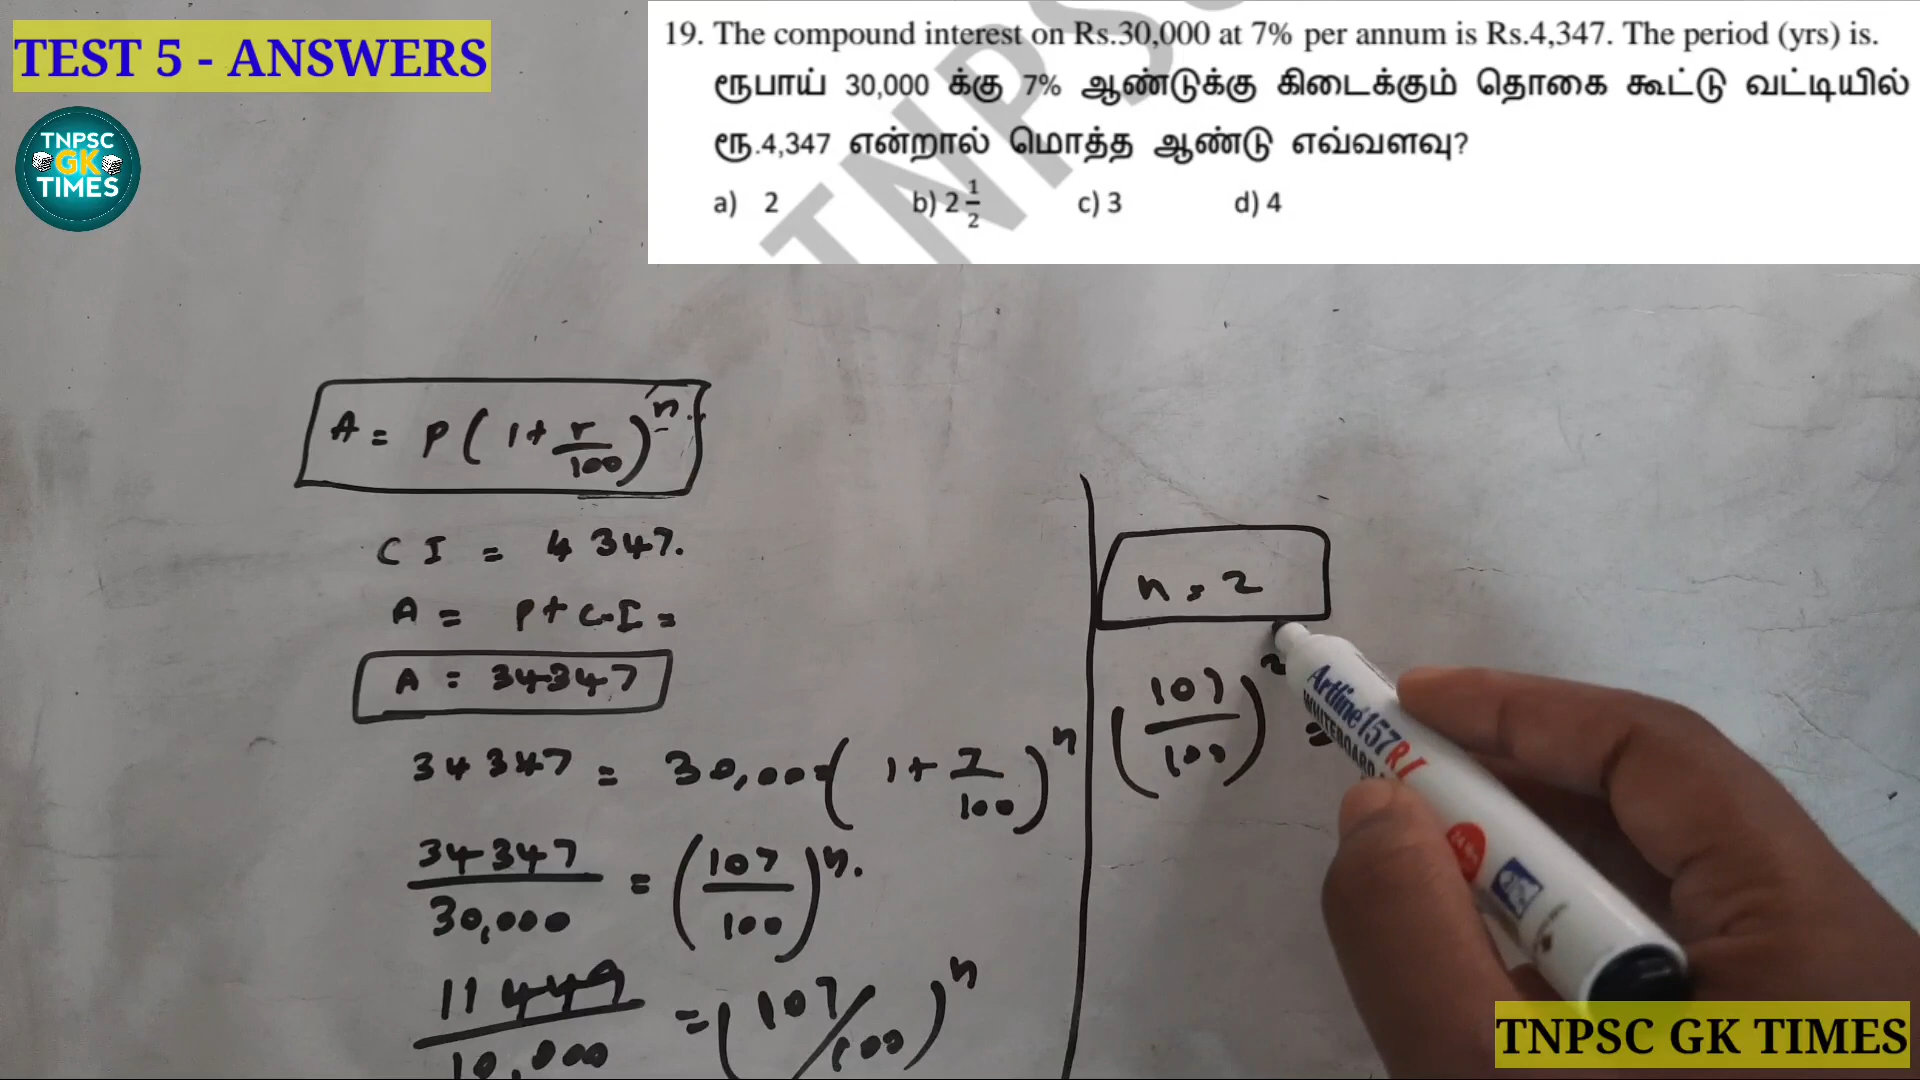 TEST 5 - ANSWERS
TNPSC
GK
TIMES
19. The compound interest on Rs.30,000 at 7% per annum is Rs.4,347. The period (yrs) is.
ரூபாய் 30,000 க்கு 7% ஆண்டுக்கு கிடைக்கும் தொகை கூட்டு வட்டியில்
ரூ.4,347 என்றால் மொத்த ஆண்டு எவ்வளவு?
a) 2 b) 2 1/2 c) 3 d) 4
TNPS
A = P ( 1 + r/100 )^n
CI = 4347.
A = P + C.I =
A = 34347
34347 = 30,000 ( 1 + 7/100 )^n
34347/30,000 = ( 107/100 )^n.
11449/10,000 = ( 107/100 )^n
n = 2
( 107/100 )^2 =
Artline 157R
WHITEBOARD
TNPSC GK TIMES